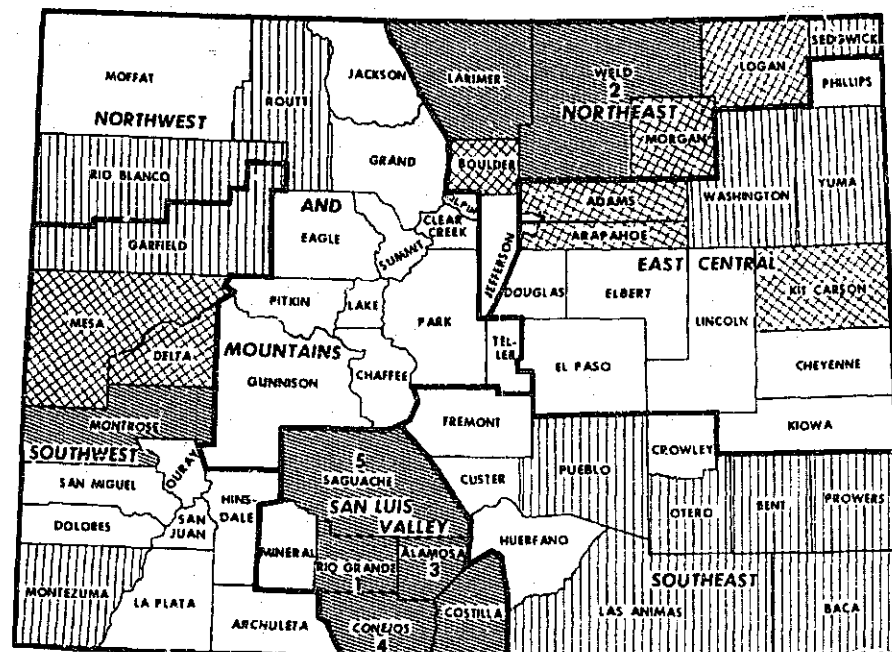 SEDGWICK
MOFFAT
JACKSON
LARIMER
WELD
2
LOGAN
PHILLIPS
ROUTT
NORTHWEST
NORTHEAST
MORGAN
GRAND
BOULDER
RIO BLANCO
WASHINGTON
YUMA
ADAMS
GILPIN
AND
CLEAR
CREEK
EAGLE
GARFIELD
SUMMIT
ARAPAHOE
JEFFERSON
EAST CENTRAL
DOUGLAS
ELBERT
KIT CARSON
PITKIN
LAKE
MESA
PARK
LINCOLN
DELTA
MOUNTAINS
TEL-
LER
EL PASO
CHEYENNE
GUNNISON
CHAFFEE
MONTROSE
FREMONT
KIOWA
SOUTHWEST
OURAY
CROWLEY
5
SAGUACHE
CUSTER
PUEBLO
SAN MIGUEL
HINS-
DALE
SAN LUIS
VALLEY
OTERO
BENT
PROWERS
DOLORES
SAN
JUAN
MINERAL
HUERFANO
RIO GRANDE
1
ALAMOSA
3
SOUTHEAST
MONTEZUMA
LA PLATA
COSTILLA
LAS ANIMAS
BACA
ARCHULETA
CONEJOS
4